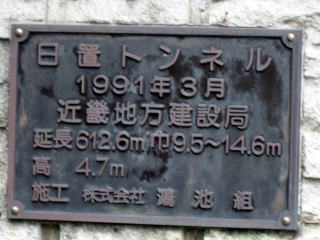 日置トンネル
1991年3月
近畿地方建設局
延長612.6m 巾9.5〜14.6m
高 4.7m
施工 株式会社 鴻池組